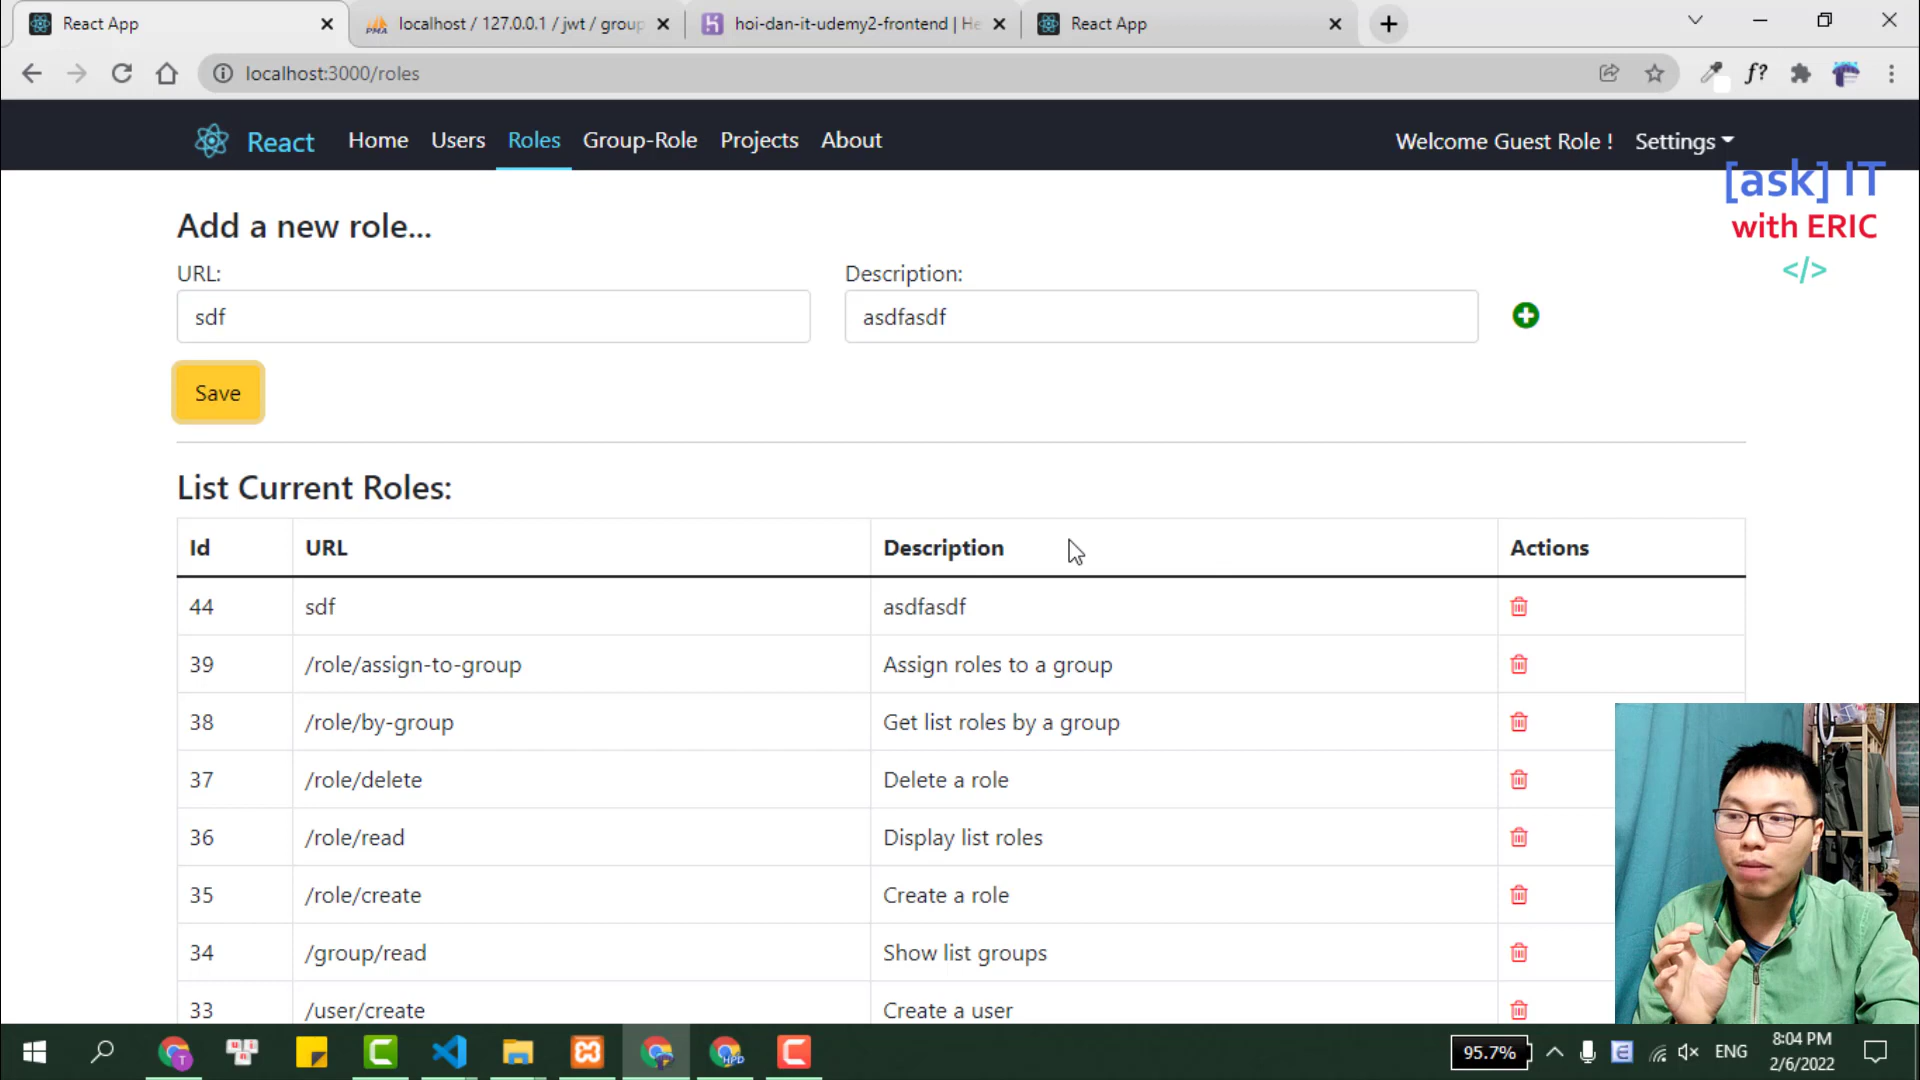 React App
localhost / 127.0.0.1 / jwt / group
hoi-dan-it-udemy2-frontend | He
React App
localhost:3000/roles
f?
React
Home
Users
Roles
Group-Role
Projects
About
Welcome Guest Role !
Settings
[ask] IT
with ERIC
</>
Add a new role...
URL:
Description:
sdf
asdfasdf
Save
List Current Roles:
Id URL Description Actions
44 sdf asdfasdf
39 /role/assign-to-group Assign roles to a group
38 /role/by-group Get list roles by a group
37 /role/delete Delete a role
36 /role/read Display list roles
35 /role/create Create a role
34 /group/read Show list groups
33 /user/create Create a user
95.7%
ENG
8:04 PM
2/6/2022